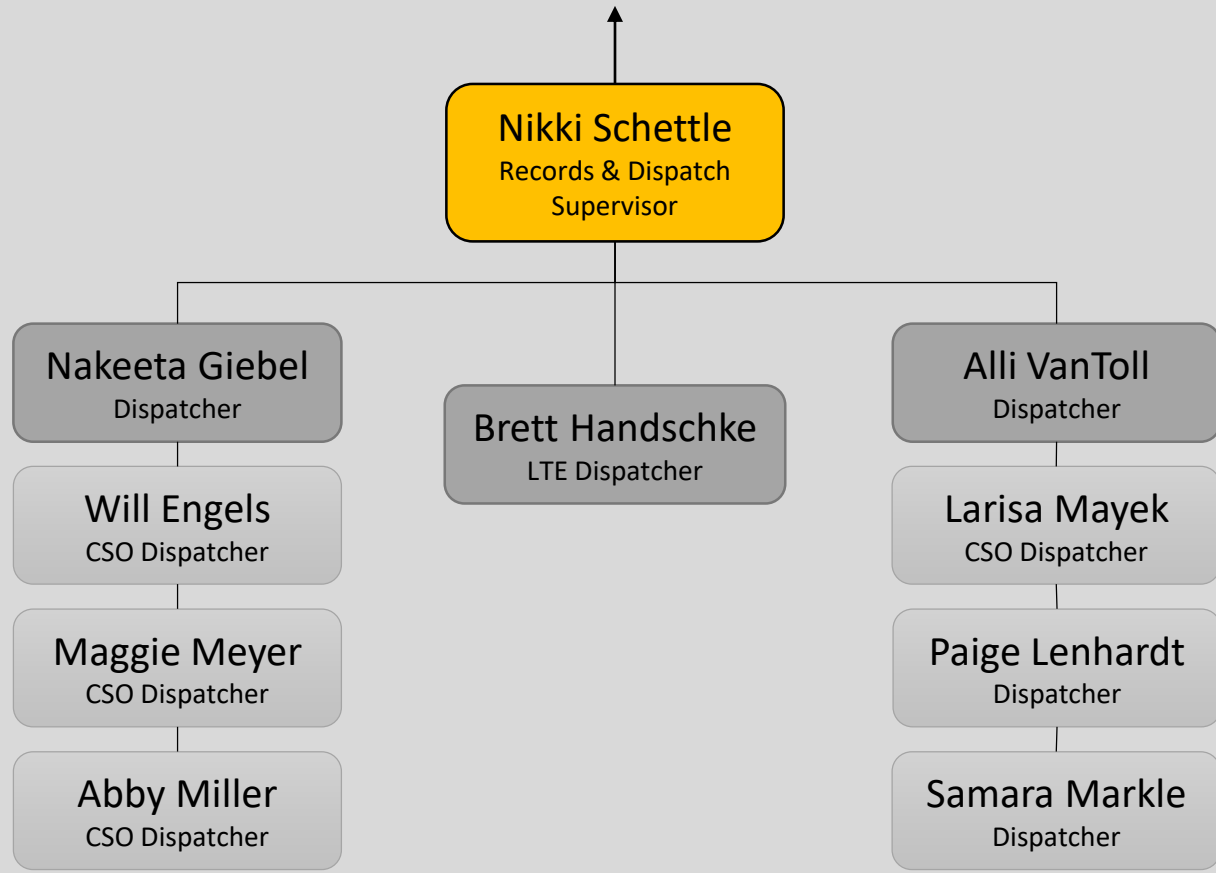 Nikki Schettle
Records & Dispatch
Supervisor
Nakeeta Giebel
Dispatcher
Will Engels
CSO Dispatcher
Maggie Meyer
CSO Dispatcher
Abby Miller
CSO Dispatcher
Brett Handschke
LTE Dispatcher
Alli VanToll
Dispatcher
Larisa Mayek
CSO Dispatcher
Paige Lenhardt
Dispatcher
Samara Markle
Dispatcher